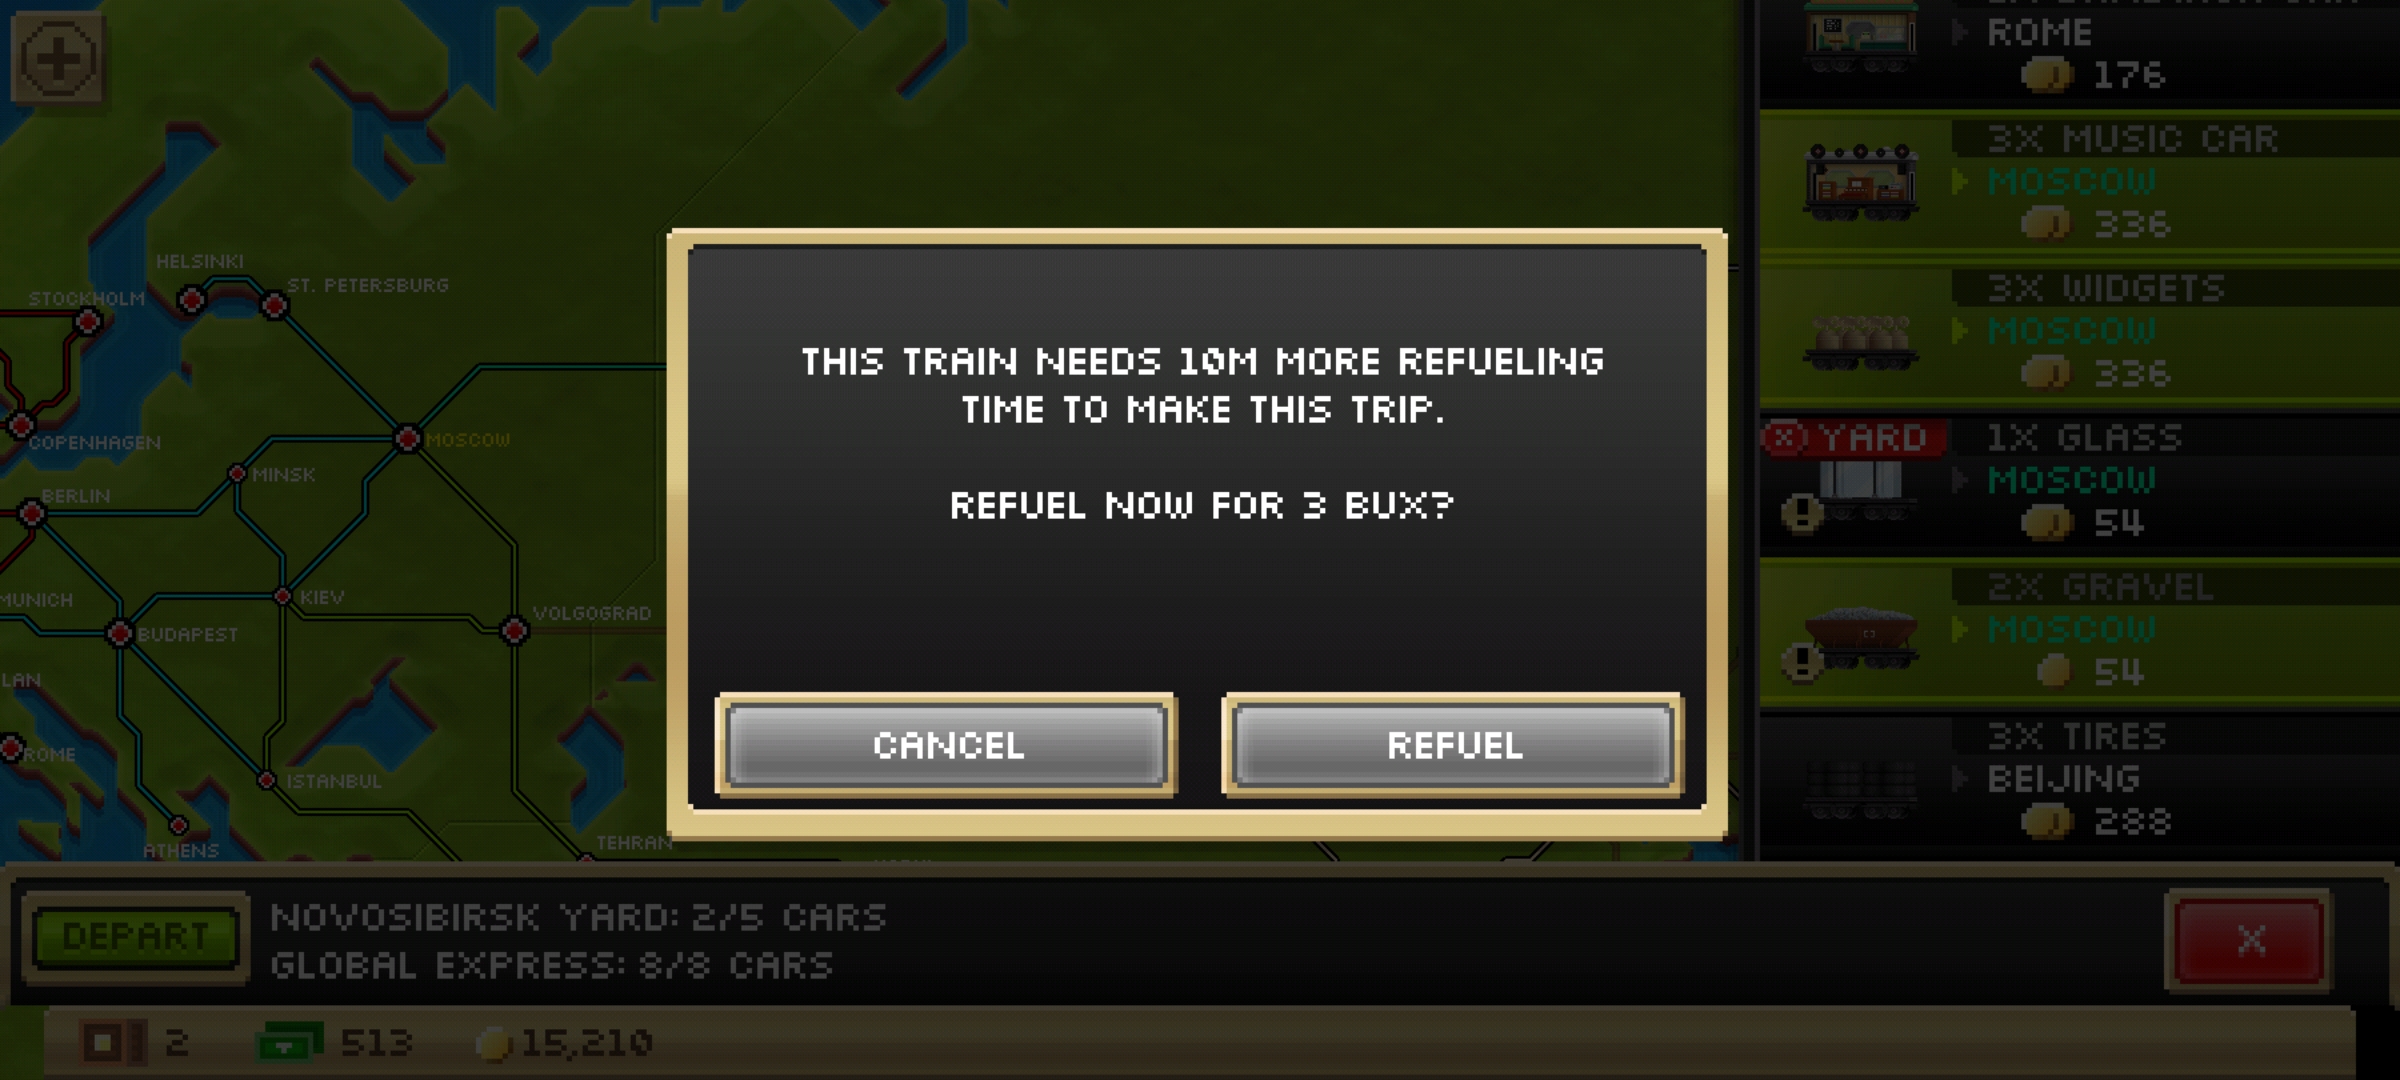 ROME
176
3X MUSIC CAR
MOSCOW
336
3X WIDGETS
MOSCOW
336
YARD
1X GLASS
MOSCOW
54
2X GRAVEL
MOSCOW
54
3X TIRES
BEIJING
288
HELSINKI
ST. PETERSBURG
STOCKHOLM
COPENHAGEN
MOSCOW
MINSK
BERLIN
MUNICH
KIEV
VOLGOGRAD
BUDAPEST
LAN
ROME
ISTANBUL
ATHENS
TEHRAN
THIS TRAIN NEEDS 10M MORE REFUELING
TIME TO MAKE THIS TRIP.
REFUEL NOW FOR 3 BUX?
CANCEL
REFUEL
DEPART
NOVOSIBIRSK YARD: 2/5 CARS
GLOBAL EXPRESS: 8/8 CARS
X
2
513
15,210